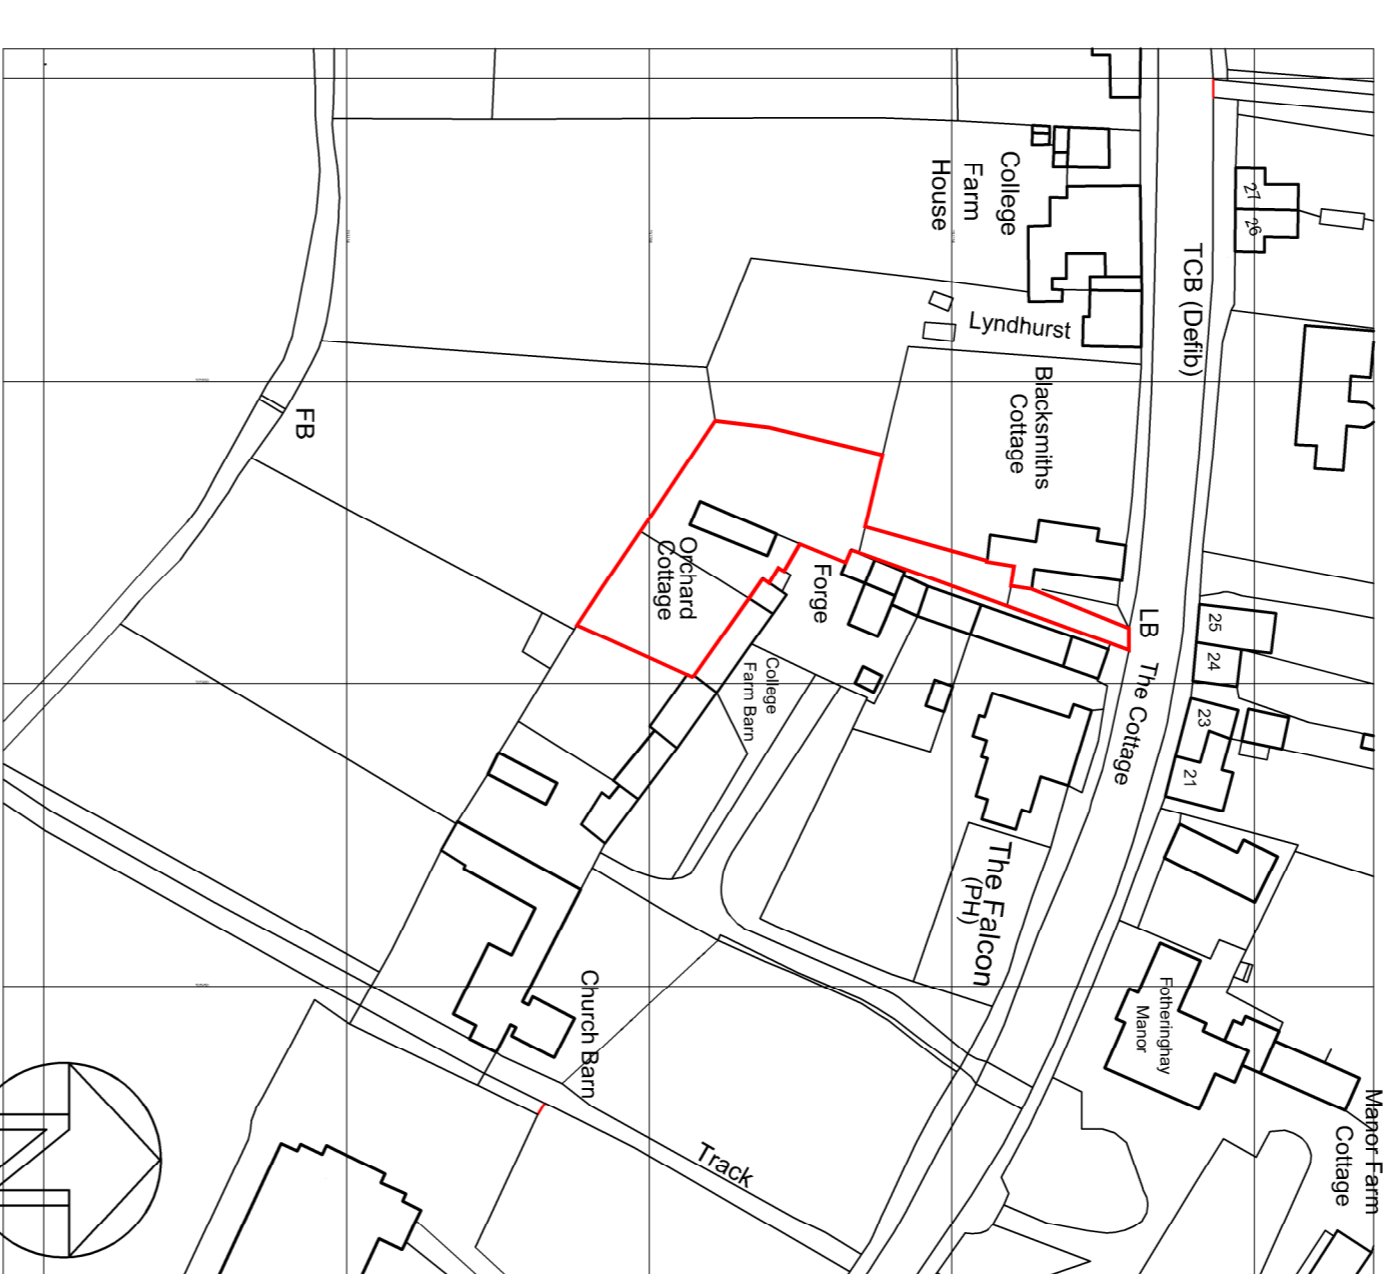 College
Farm
House
27
26
TCB (Defib)
Lyndhurst
Blacksmiths
Cottage
FB
Orchard
Cottage
Forge
LB
The Cottage
25
24
23
21
College
Farm Barn
The Falcon
(PH)
Fotheringhay
Manor
Church Barn
Manor Farm
Cottage
Track
N